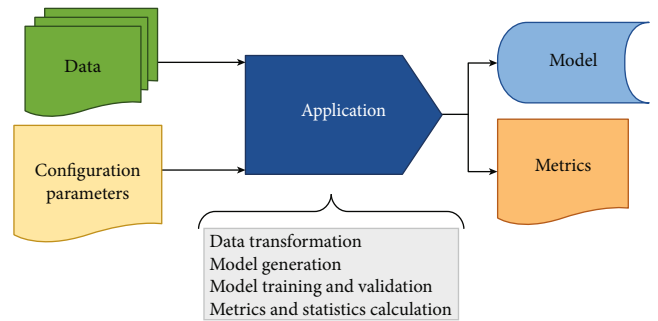 Data
Configuration
parameters
Application
Model
Metrics
Data transformation
Model generation
Model training and validation
Metrics and statistics calculation